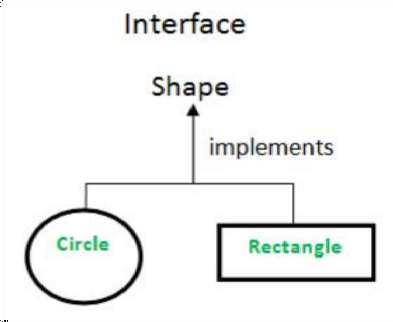 Interface
Shape
implements
Circle
Rectangle